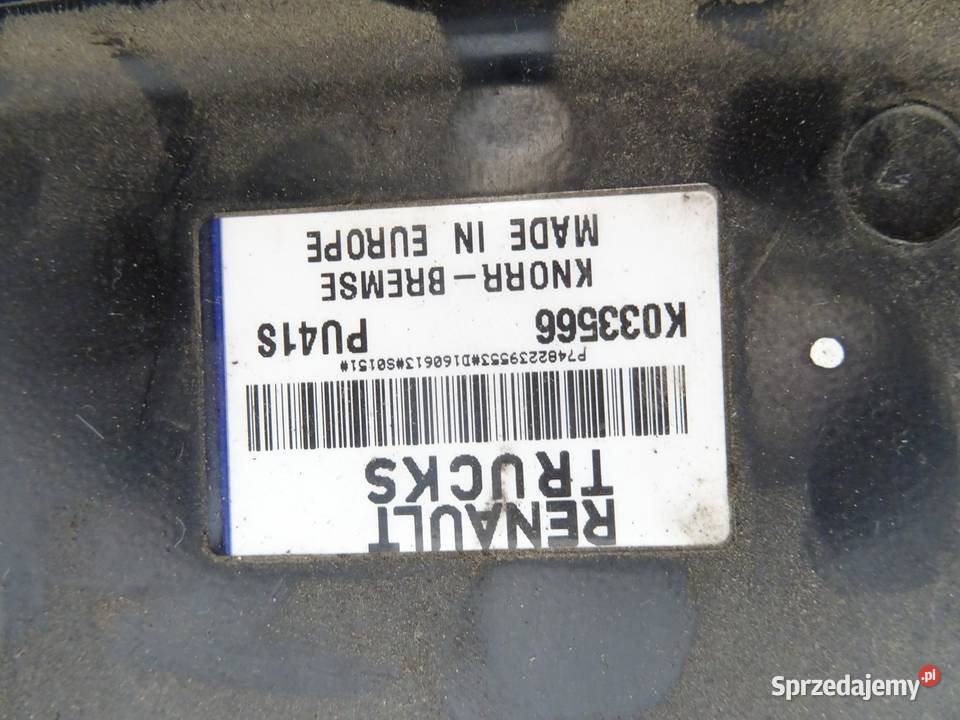 RENAULT
TRUCKS
P7482239553#D160613#S0151#
K033566 PU41S
KNORR-BREMSE
MADE IN EUROPE
Sprzedajemy.pl